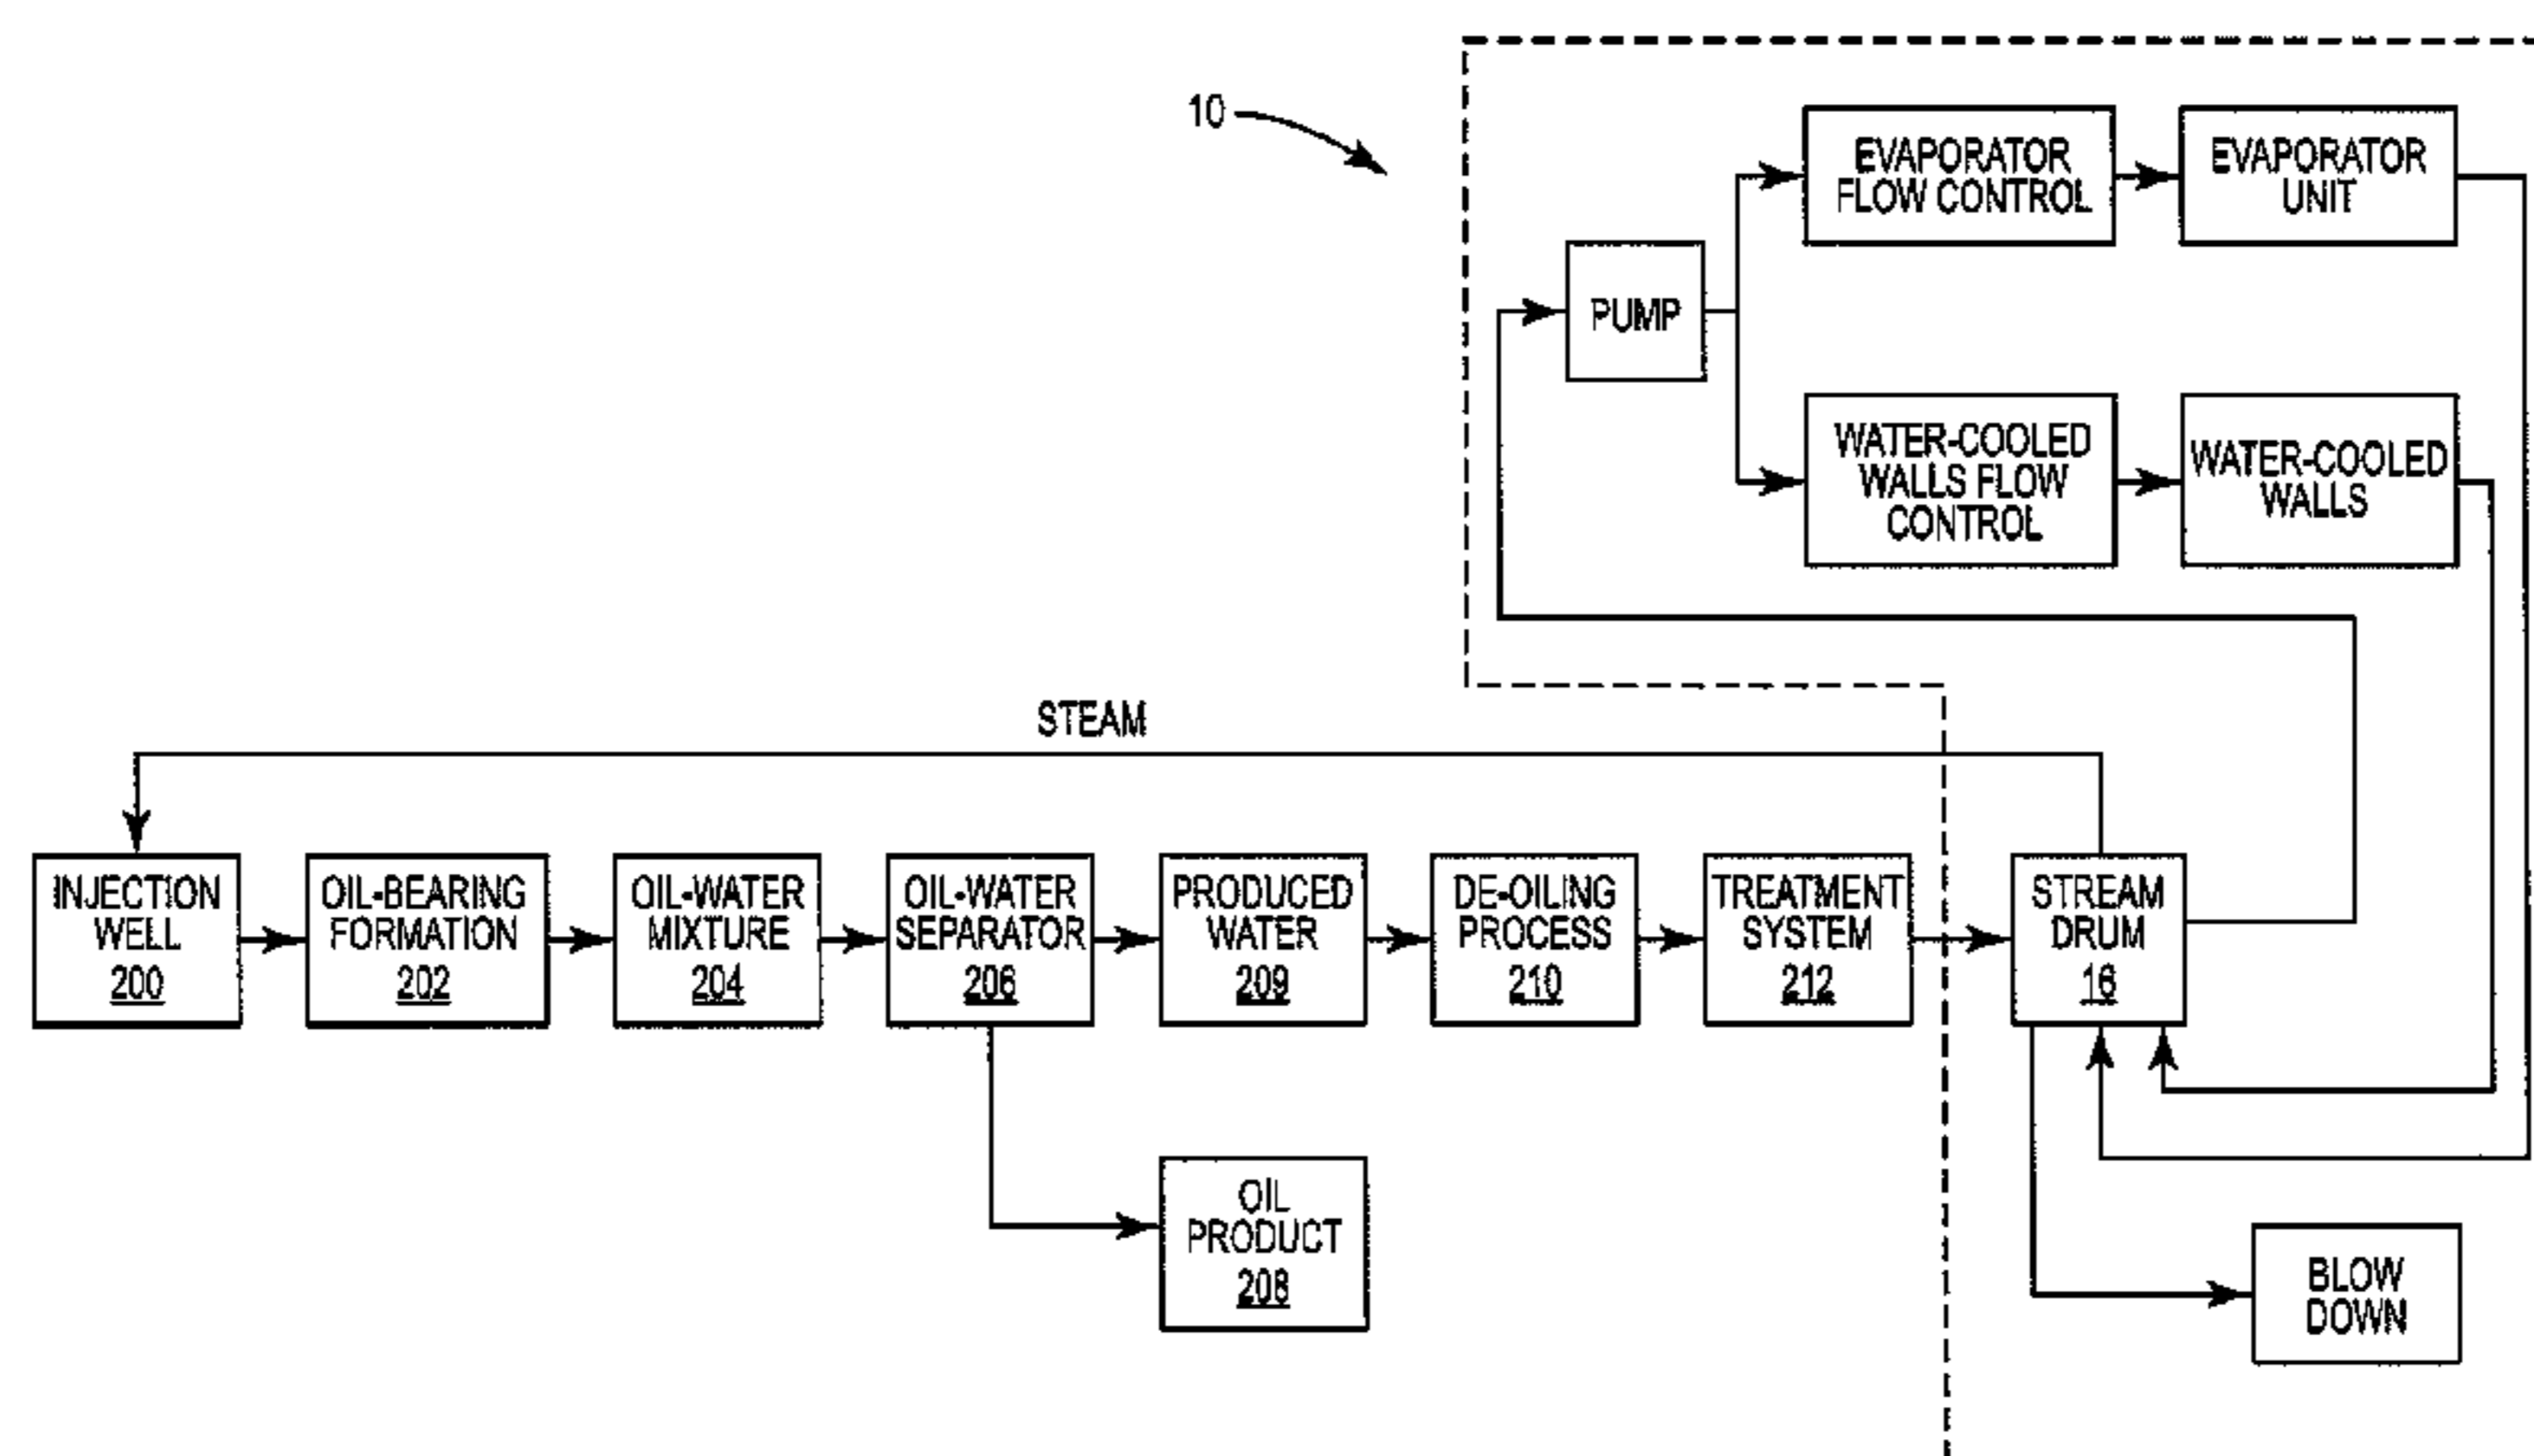 10
EVAPORATOR
FLOW CONTROL
EVAPORATOR
UNIT
PUMP
WATER-COOLED
WALLS FLOW
CONTROL
WATER-COOLED
WALLS
STEAM
INJECTION
WELL
200
OIL-BEARING
FORMATION
202
OIL-WATER
MIXTURE
204
OIL-WATER
SEPARATOR
206
PRODUCED
WATER
209
DE-OILING
PROCESS
210
TREATMENT
SYSTEM
212
STREAM
DRUM
16
OIL
PRODUCT
208
BLOW
DOWN